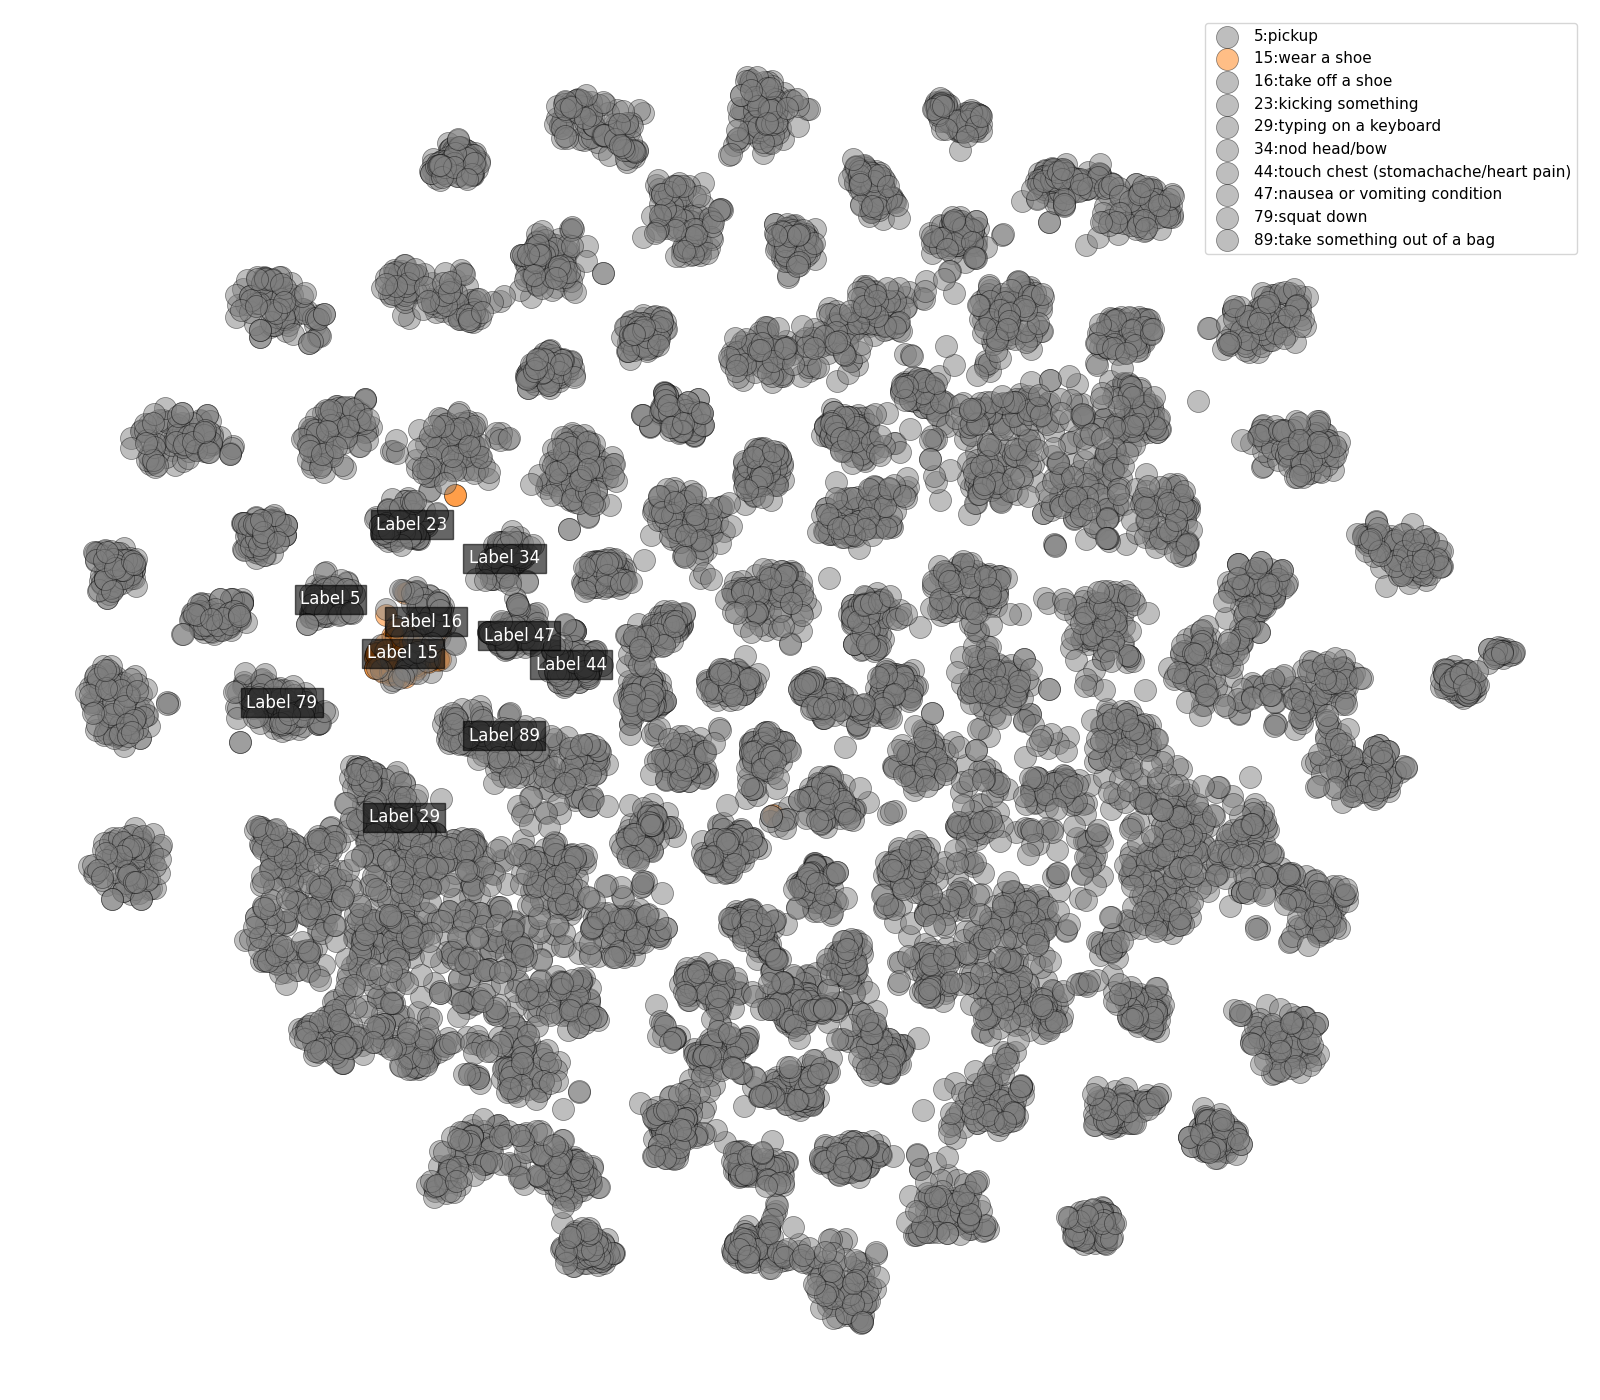 5:pickup
15:wear a shoe
16:take off a shoe
23:kicking something
29:typing on a keyboard
34:nod head/bow
44:touch chest (stomachache/heart pain)
47:nausea or vomiting condition
79:squat down
89:take something out of a bag
Label 23
Label 34
Label 5
Label 16
Label 47
Label 15
Label 44
Label 79
Label 89
Label 29